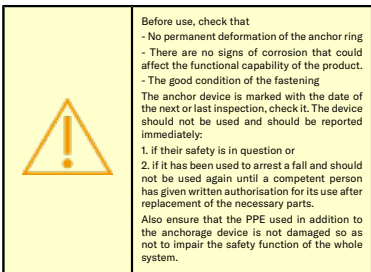 Before use, check that
- No permanent deformation of the anchor ring
- There are no signs of corrosion that could
affect the functional capability of the product.
- The good condition of the fastening
The anchor device is marked with the date of
the next or last inspection, check it. The device
should not be used and should be reported
immediately:
1. if their safety is in question or
2. if it has been used to arrest a fall and should
not be used again until a competent person
has given written authorisation for its use after
replacement of the necessary parts.
Also ensure that the PPE used in addition to
the anchorage device is not damaged so as
not to impair the safety function of the whole
system.